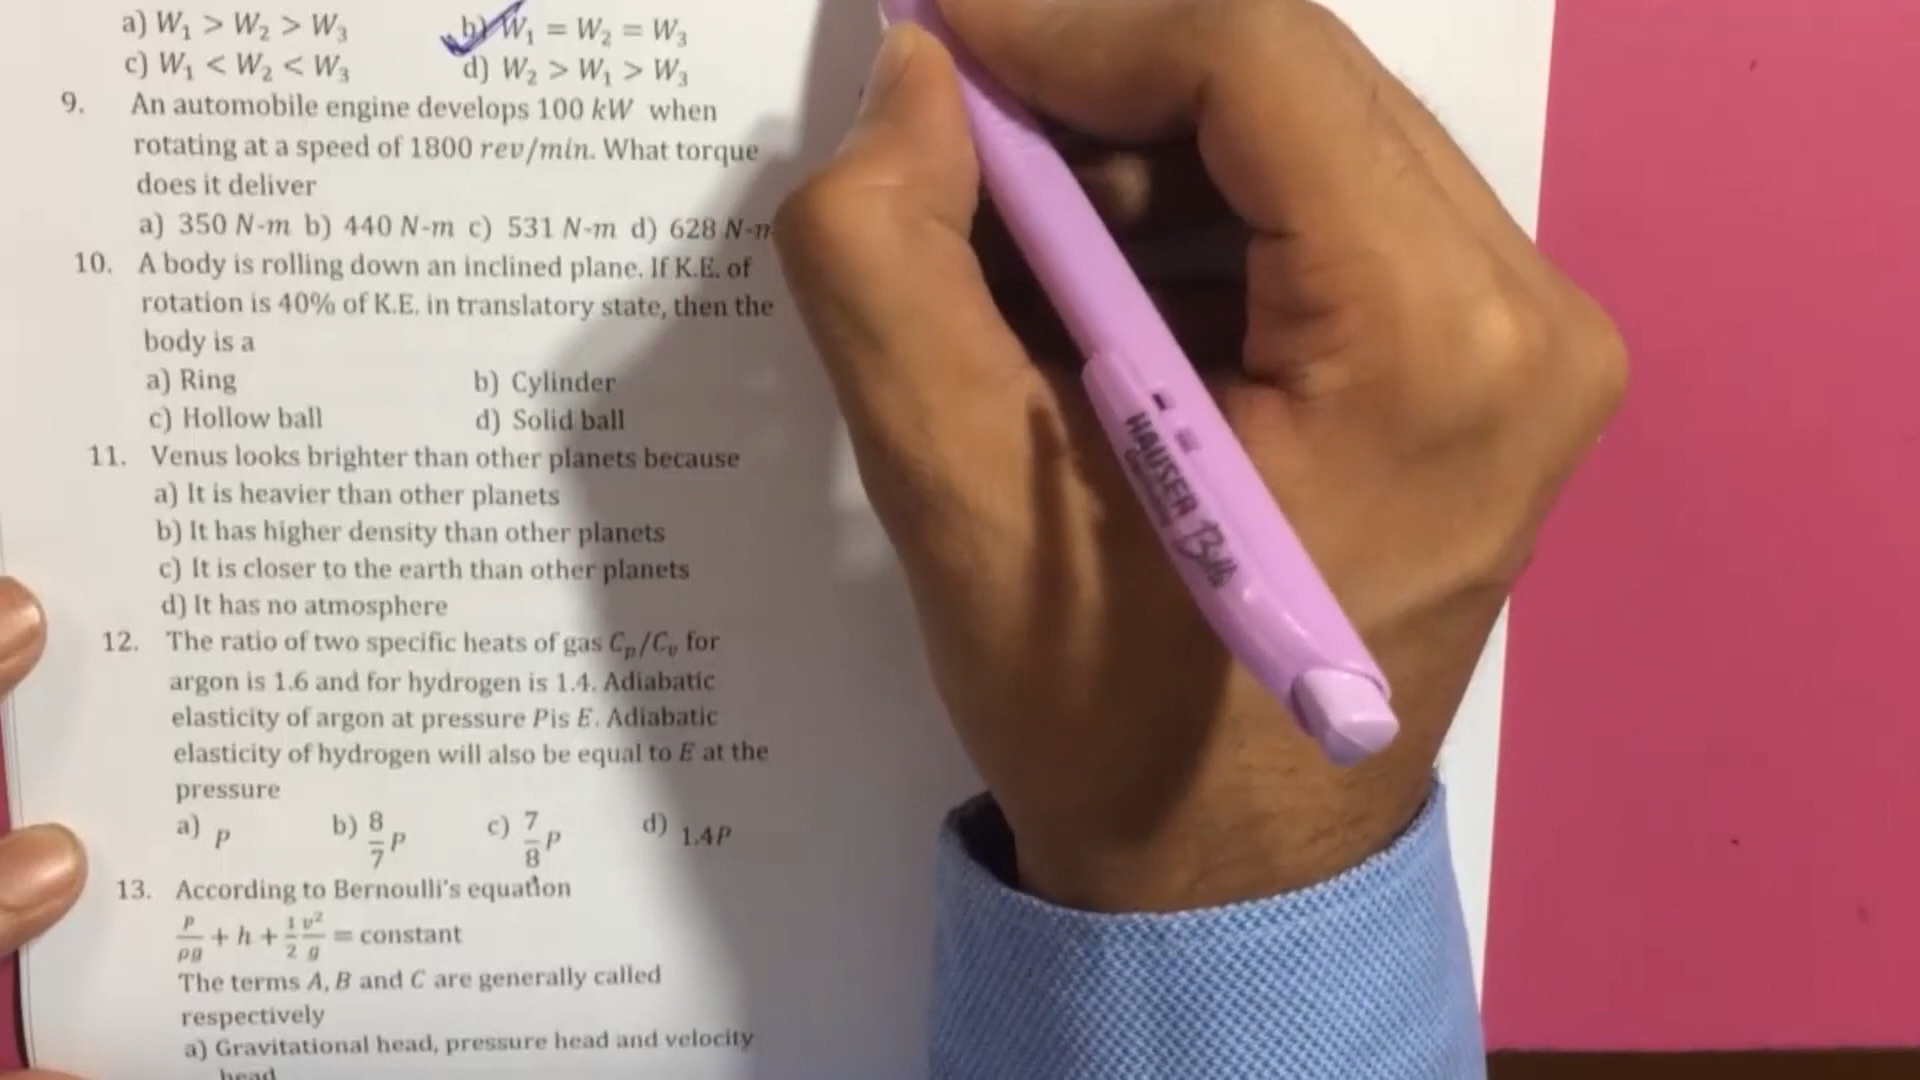 a) W₁ > W₂ > W₃ b) W₁ = W₂ = W₃
c) W₁ < W₂ < W₃ d) W₂ > W₁ > W₃
9. An automobile engine develops 100 kW when
rotating at a speed of 1800 rev/min. What torque
does it deliver
a) 350 N-m b) 440 N-m c) 531 N-m d) 628 N-m
10. A body is rolling down an inclined plane. If K.E. of
rotation is 40% of K.E. in translatory state, then the
body is a
a) Ring b) Cylinder
c) Hollow ball d) Solid ball
11. Venus looks brighter than other planets because
a) It is heavier than other planets
b) It has higher density than other planets
c) It is closer to the earth than other planets
d) It has no atmosphere
12. The ratio of two specific heats of gas Cₚ/Cᵥ for
argon is 1.6 and for hydrogen is 1.4. Adiabatic
elasticity of argon at pressure P is E. Adiabatic
elasticity of hydrogen will also be equal to E at the
pressure
a) P b) 8/7 P c) 7/8 P d) 1.4P
13. According to Bernoulli's equation
P/ρg + h + 1/2 v²/g = constant
The terms A, B and C are generally called
respectively
a) Gravitational head, pressure head and velocity
head
HAUSER